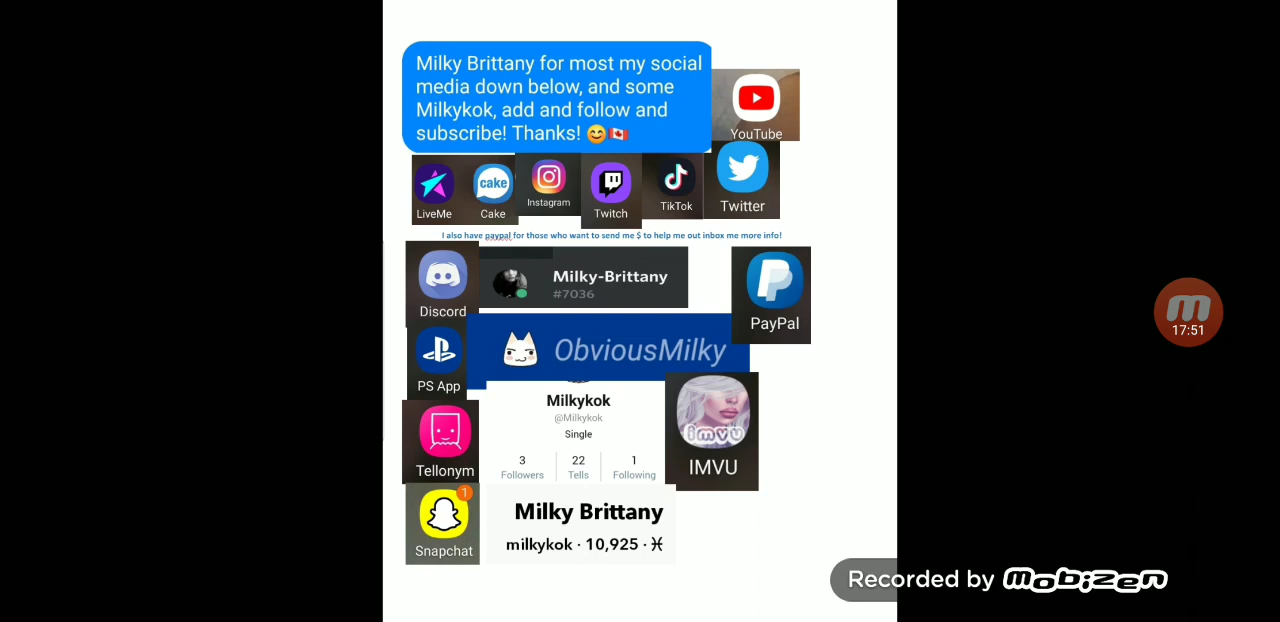 Milky Brittany for most my social
media down below, and some
Milkykok, add and follow and
subscribe! Thanks! 😊🇨🇦
YouTube
LiveMe
cake
Cake
Instagram
Twitch
TikTok
Twitter
I also have paypal for those who want to send me $ to help me out inbox me more info!
Discord
Milky-Brittany
#7036
PayPal
PS App
ObviousMilky
Tellonym
Milkykok
@Milkykok
Single
3 22 1
Followers Tells Following
imvu
IMVU
1
Snapchat
Milky Brittany
milkykok · 10,925 · ♓
17:51
Recorded by Mobizen